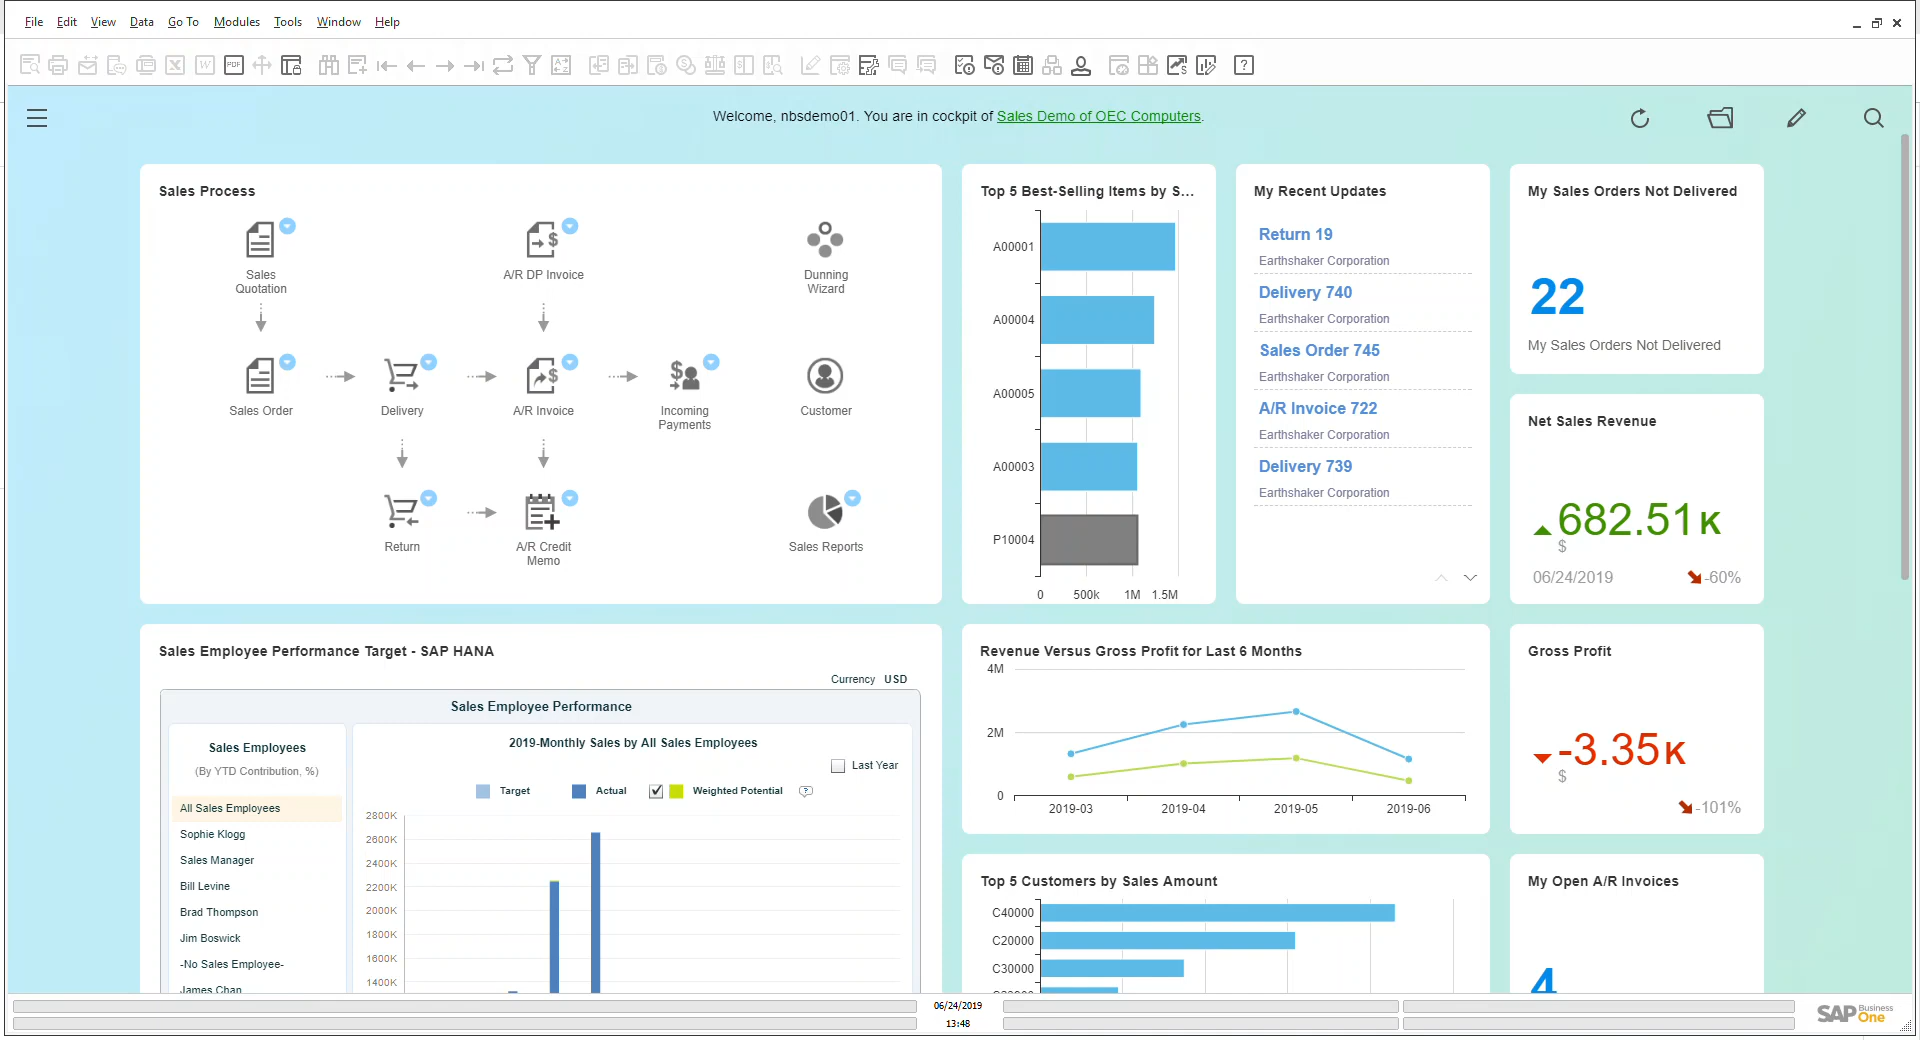 File Edit View Data Go To Modules Tools Window Help
PDF
Welcome, nbsdemo01. You are in cockpit of Sales Demo of OEC Computers.
Sales Process
Sales
Quotation
A/R DP Invoice
Dunning
Wizard
Sales Order
Delivery
A/R Invoice
Incoming
Payments
Customer
Return
A/R Credit
Memo
Sales Reports
Top 5 Best-Selling Items by S...
A00001
A00004
A00005
A00003
P10004
0 500k 1M 1.5M
My Recent Updates
Return 19
Earthshaker Corporation
Delivery 740
Earthshaker Corporation
Sales Order 745
Earthshaker Corporation
A/R Invoice 722
Earthshaker Corporation
Delivery 739
Earthshaker Corporation
My Sales Orders Not Delivered
22
My Sales Orders Not Delivered
Net Sales Revenue
682.51K
$
06/24/2019 -60%
Sales Employee Performance Target - SAP HANA
Currency USD
Sales Employee Performance
Sales Employees
(By YTD Contribution, %)
All Sales Employees
Sophie Klogg
Sales Manager
Bill Levine
Brad Thompson
Jim Boswick
-No Sales Employee-
James Chan
2019-Monthly Sales by All Sales Employees
Last Year
Target Actual Weighted Potential
2800K
2600K
2400K
2200K
2000K
1800K
1600K
1400K
Revenue Versus Gross Profit for Last 6 Months
4M
2M
0
2019-03 2019-04 2019-05 2019-06
Gross Profit
-3.35K
$
-101%
Top 5 Customers by Sales Amount
C40000
C20000
C30000
My Open A/R Invoices
4
06/24/2019
13:48
SAP Business One